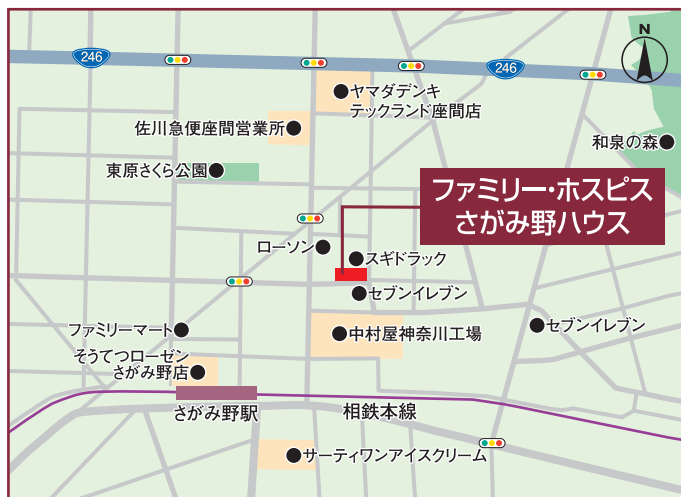 246
N
246
ヤマダデンキ
テックランド座間店
佐川急便座間営業所
和泉の森
東原さくら公園
ファミリー・ホスピス
さがみ野ハウス
ローソン
スギドラック
セブンイレブン
ファミリーマート
中村屋神奈川工場
セブンイレブン
そうてつローゼン
さがみ野店
さがみ野駅
相鉄本線
サーティワンアイスクリーム